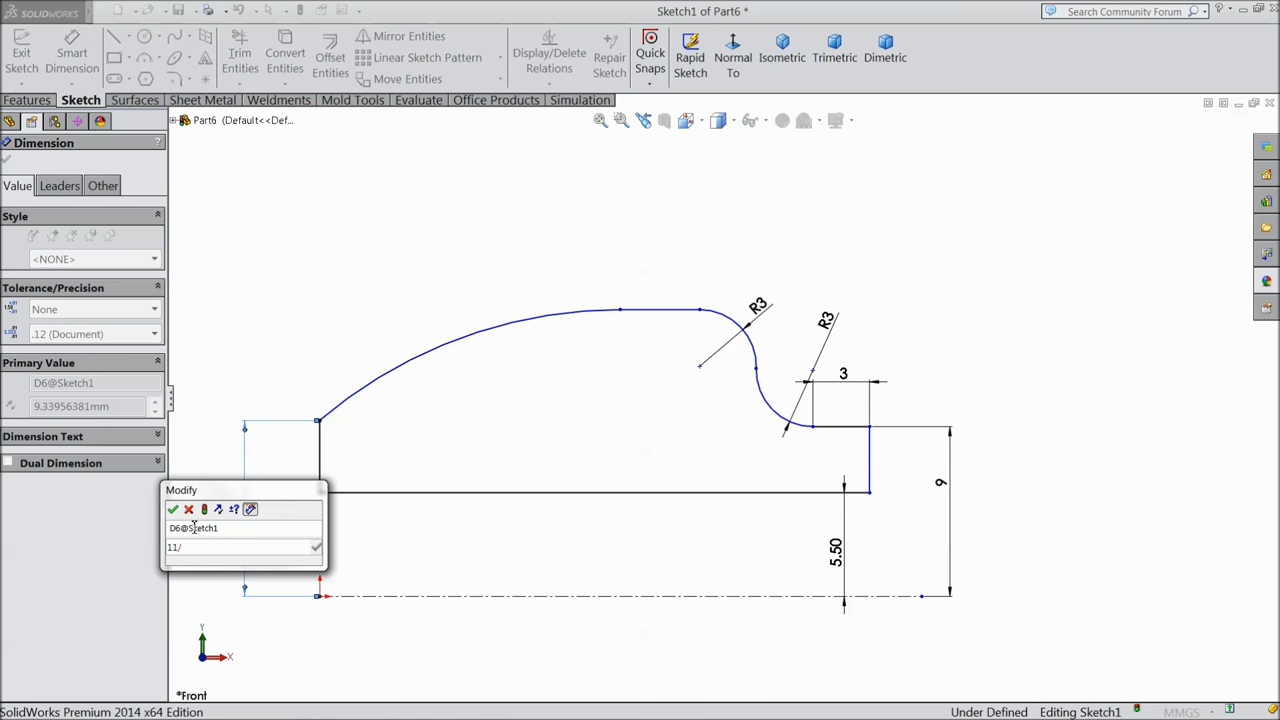 SOLIDWORKS
Sketch1 of Part6 *
Search Community Forum
Exit Sketch
Smart Dimension
Trim Entities
Convert Entities
Offset Entities
Mirror Entities
Linear Sketch Pattern
Move Entities
Display/Delete Relations
Repair Sketch
Quick Snaps
Rapid Sketch
Normal To
Isometric
Trimetric
Dimetric
Features
Sketch
Surfaces
Sheet Metal
Weldments
Mold Tools
Evaluate
Office Products
Simulation
Part6 (Default<<Def...
Dimension
?
Value
Leaders
Other
Style
<NONE>
Tolerance/Precision
None
.12 (Document)
Primary Value
D6@Sketch1
9.33956381mm
Dimension Text
Dual Dimension
R3
R3
3
9
5.50
Modify
D6@Sketch1
11/
Y
X
*Front
SolidWorks Premium 2014 x64 Edition
Under Defined
Editing Sketch1
MMGS